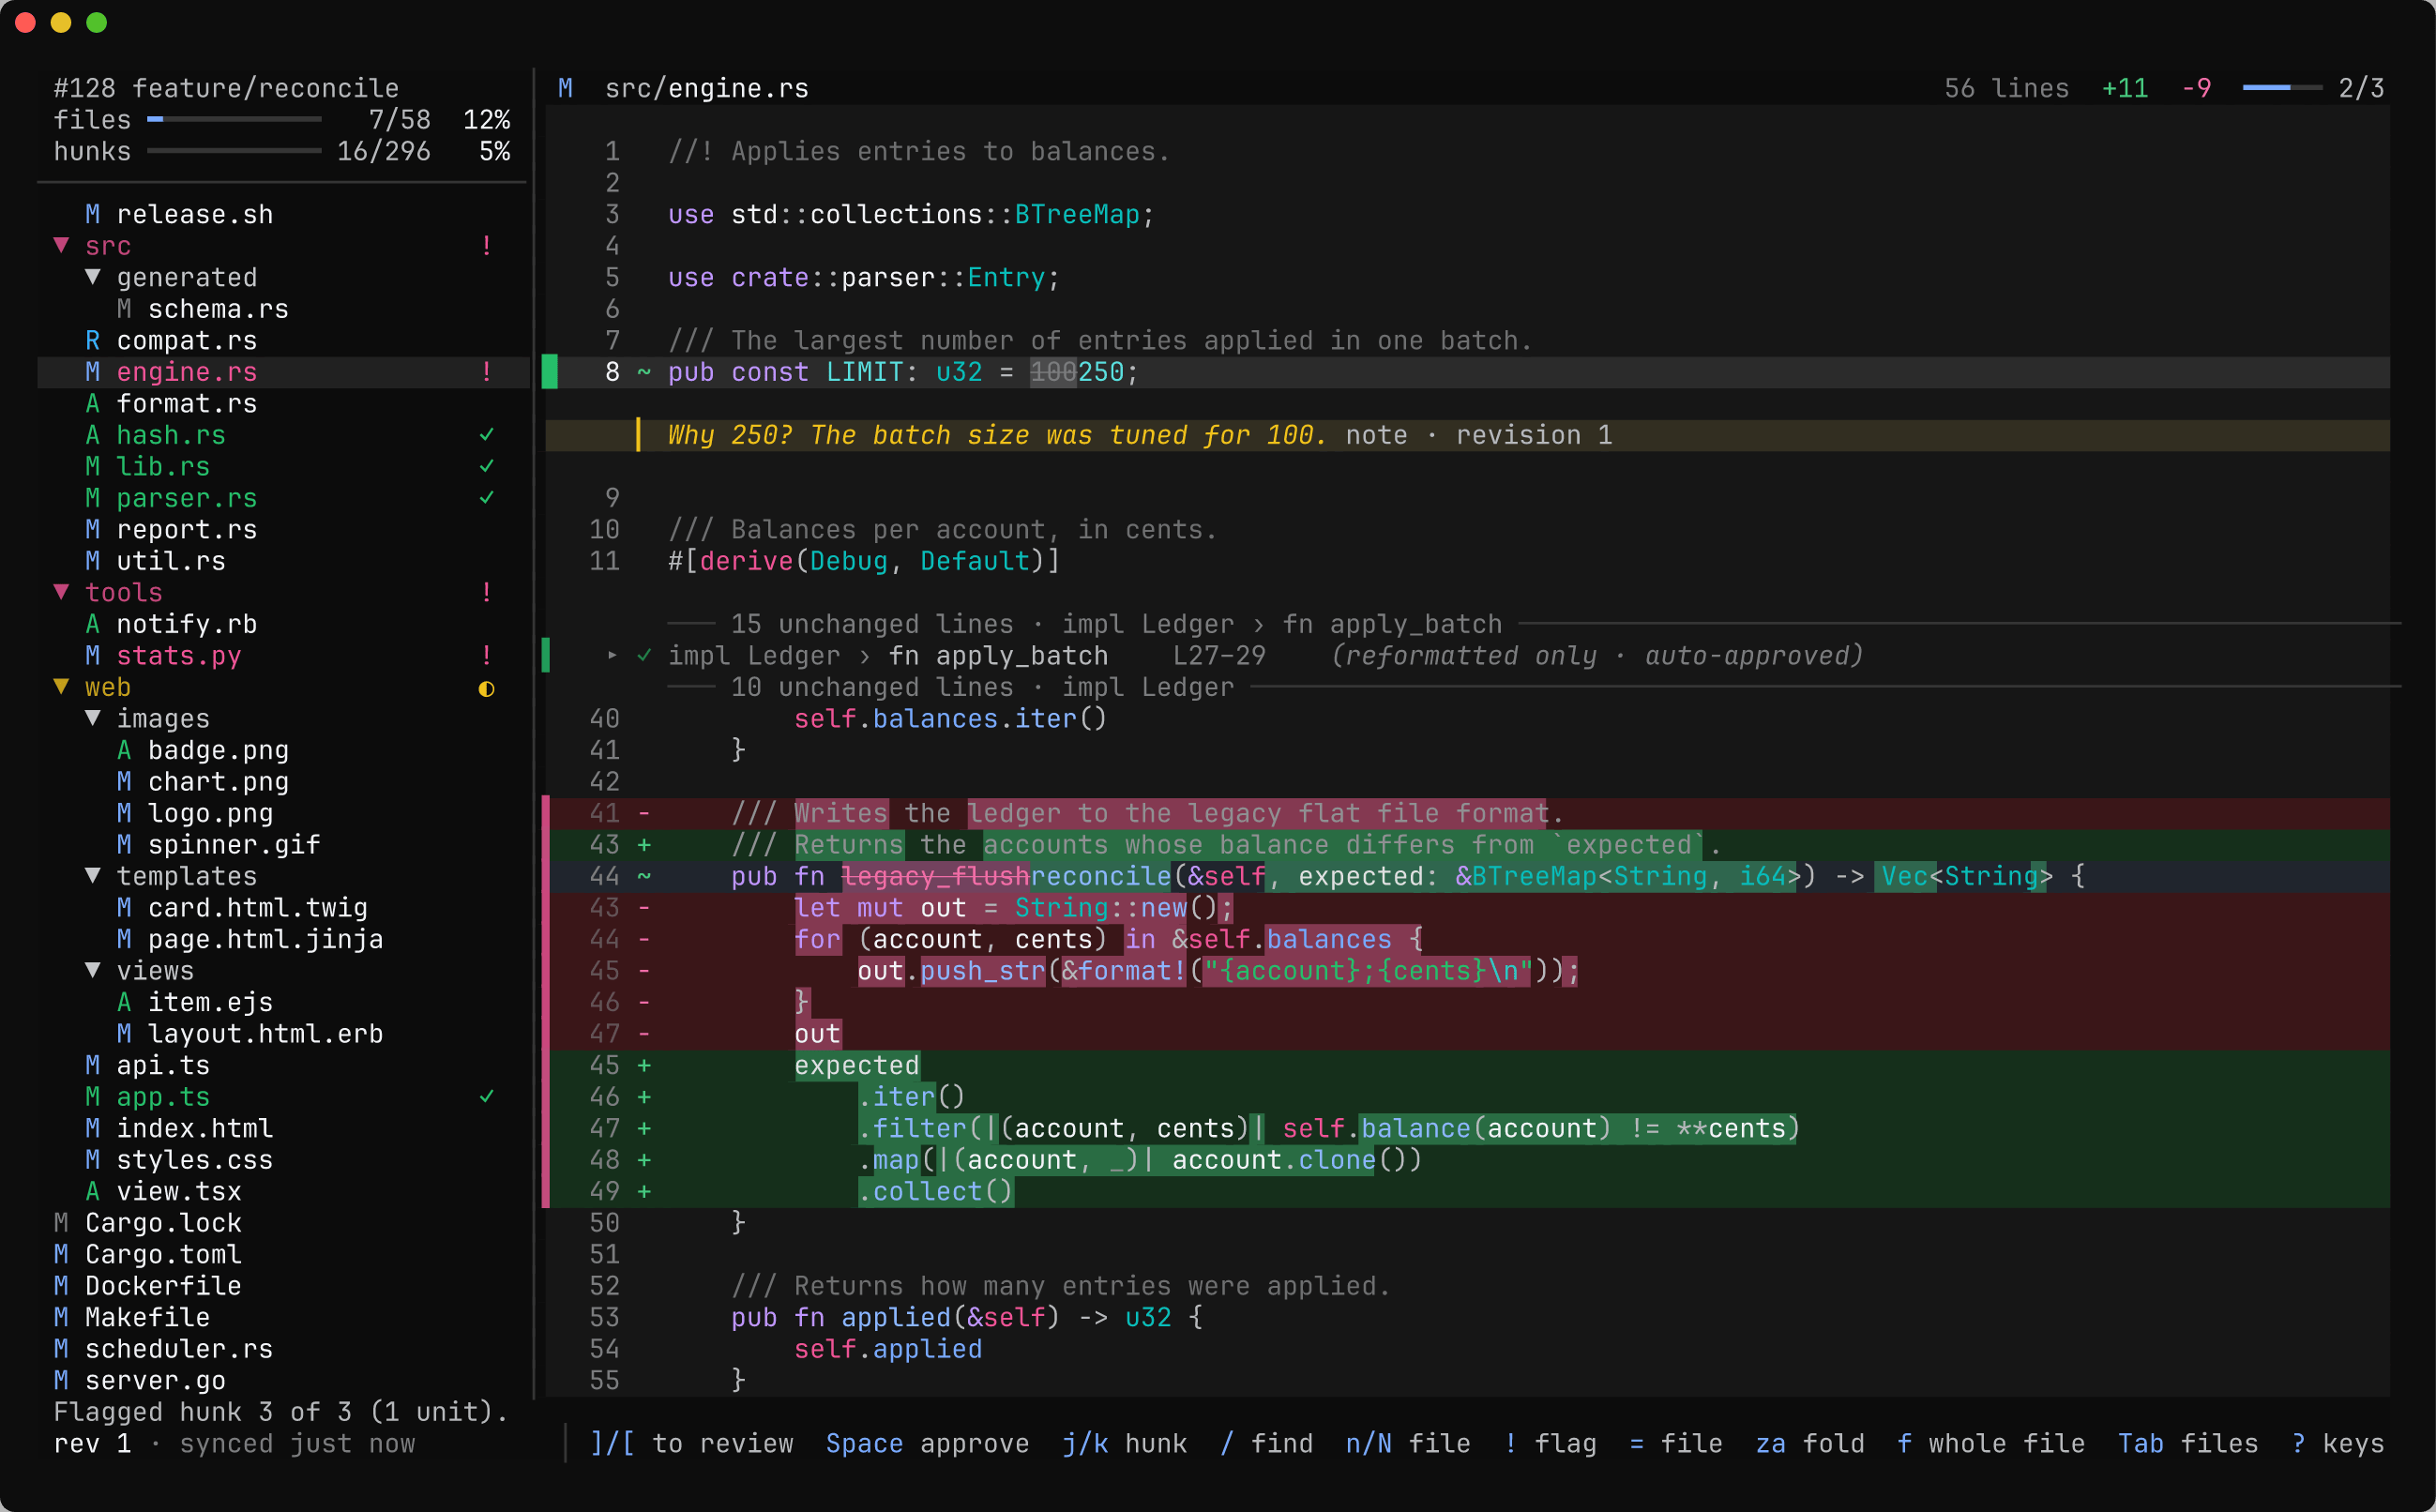 #128 feature/reconcile
files 7/58 12%
hunks 16/296 5%
M release.sh
▼ src !
▼ generated
M schema.rs
R compat.rs
M engine.rs !
A format.rs
A hash.rs ✓
M lib.rs ✓
M parser.rs ✓
M report.rs
M util.rs
▼ tools !
A notify.rb
M stats.py !
▼ web ◐
▼ images
A badge.png
M chart.png
M logo.png
M spinner.gif
▼ templates
M card.html.twig
M page.html.jinja
▼ views
A item.ejs
M layout.html.erb
M api.ts
M app.ts ✓
M index.html
M styles.css
A view.tsx
M Cargo.lock
M Cargo.toml
M Dockerfile
M Makefile
M scheduler.rs
M server.go
Flagged hunk 3 of 3 (1 unit).
rev 1 · synced just now
M src/engine.rs 56 lines +11 -9 2/3
1 //! Applies entries to balances.
2
3 use std::collections::BTreeMap;
4
5 use crate::parser::Entry;
6
7 /// The largest number of entries applied in one batch.
8 ~ pub const LIMIT: u32 = 100250;
Why 250? The batch size was tuned for 100. note · revision 1
9
10 /// Balances per account, in cents.
11 #[derive(Debug, Default)]
15 unchanged lines · impl Ledger › fn apply_batch
▸ ✓ impl Ledger › fn apply_batch L27–29 (reformatted only · auto-approved)
10 unchanged lines · impl Ledger
40 self.balances.iter()
41 }
42
41 - /// Writes the ledger to the legacy flat file format.
43 + /// Returns the accounts whose balance differs from `expected`.
44 ~ pub fn legacy_flushreconcile(&self, expected: &BTreeMap<String, i64>) -> Vec<String> {
43 - let mut out = String::new();
44 - for (account, cents) in &self.balances {
45 - out.push_str(&format!("{account};{cents}\n"));
46 - }
47 - out
45 + expected
46 + .iter()
47 + .filter(|(account, cents)| self.balance(account) != **cents)
48 + .map(|(account, _)| account.clone())
49 + .collect()
50 }
51
52 /// Returns how many entries were applied.
53 pub fn applied(&self) -> u32 {
54 self.applied
55 }
]/[ to review Space approve j/k hunk / find n/N file ! flag = file za fold f whole file Tab files ? keys